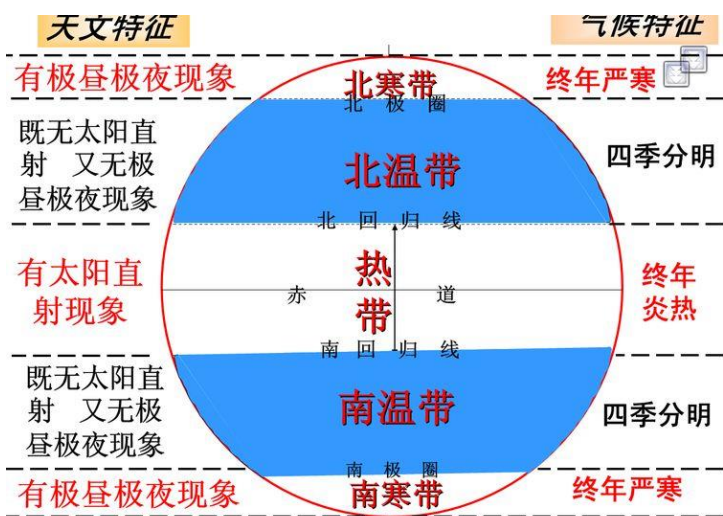 天文特征
气候特征
有极昼极夜现象
北寒带
终年严寒
北极圈
既无太阳直
射 又无极
昼极夜现象
北温带
四季分明
北回归线
有太阳直
射现象
热
带
赤道
终年
炎热
南回归线
既无太阳直
射 又无极
昼极夜现象
南温带
四季分明
南极圈
有极昼极夜现象
南寒带
终年严寒